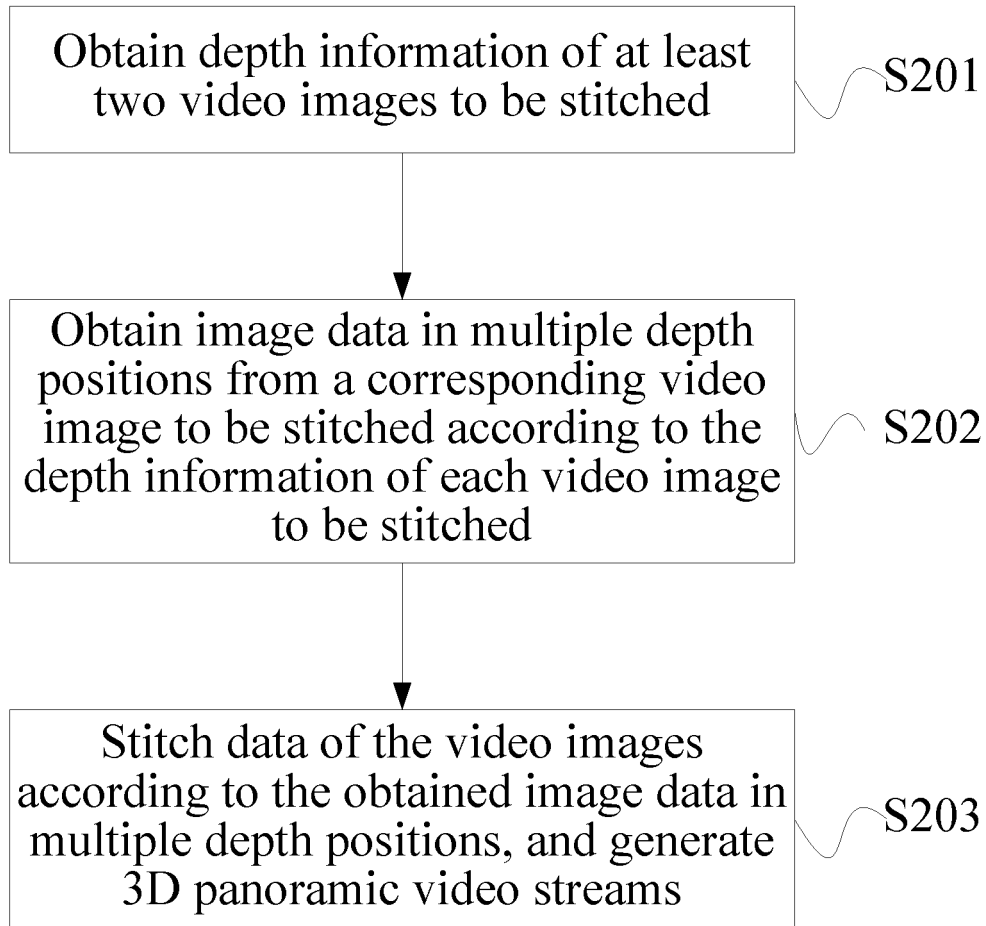 Obtain depth information of at least
two video images to be stitched
S201
Obtain image data in multiple depth
positions from a corresponding video
image to be stitched according to the
depth information of each video image
to be stitched
S202
Stitch data of the video images
according to the obtained image data in
multiple depth positions, and generate
3D panoramic video streams
S203